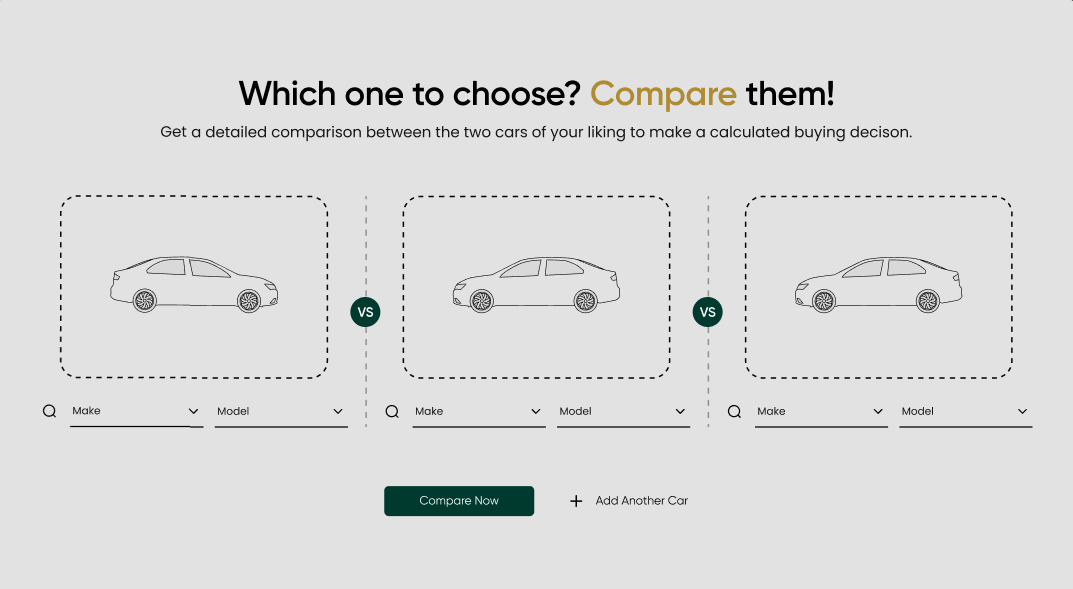 Which one to choose? Compare them!
Get a detailed comparison between the two cars of your liking to make a calculated buying decison.
VS
VS
Make Model Make Model Make Model
Compare Now Add Another Car